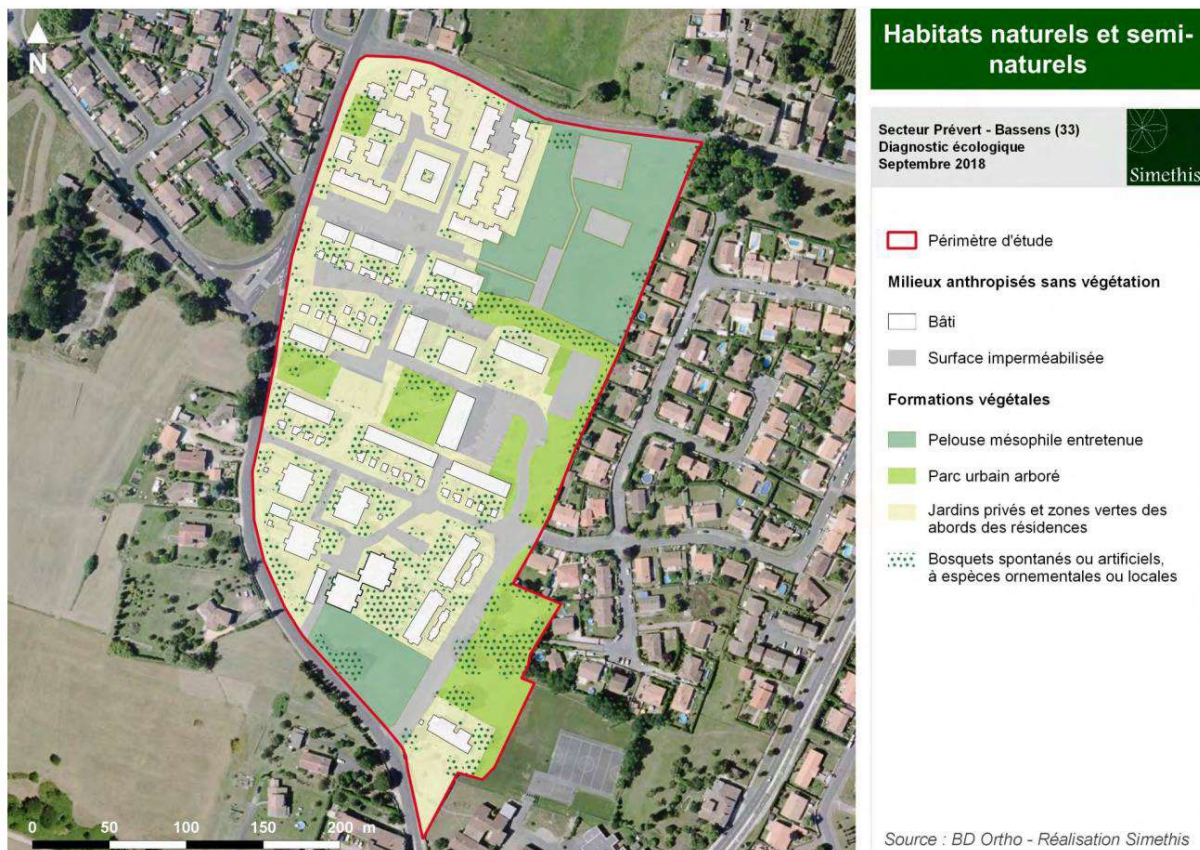 N
Habitats naturels et semi-
naturels
Secteur Prévert - Bassens (33)
Diagnostic écologique
Septembre 2018
Simethis
Périmètre d'étude
Milieux anthropisés sans végétation
Bâti
Surface imperméabilisée
Formations végétales
Pelouse mésophile entretenue
Parc urbain arboré
Jardins privés et zones vertes des
abords des résidences
Bosquets spontanés ou artificiels,
à espèces ornementales ou locales
0 50 100 150 200 m
Source : BD Ortho - Réalisation Simethis